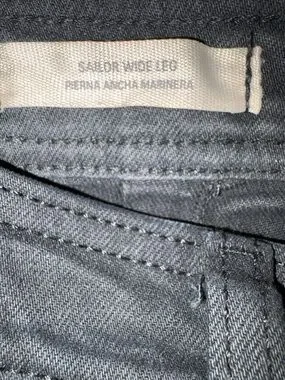 SAILOR WIDE LEG
PIERNA ANCHA MARINERA